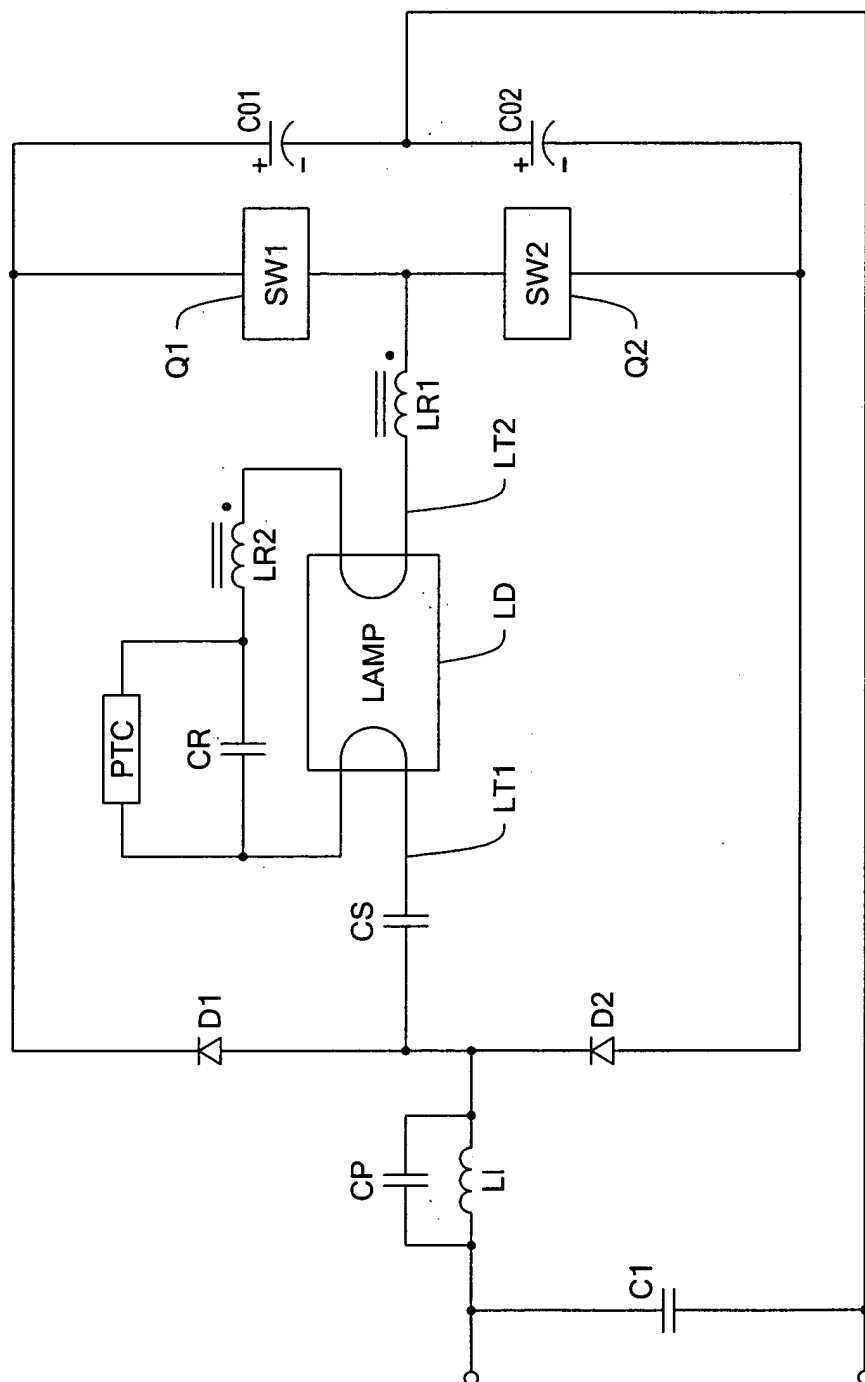 C01
+
-
C02
+
-
SW1
SW2
Q1
Q2
LR1
LR2
LT2
PTC
LAMP
LD
CR
LT1
CS
D1
D2
CP
LI
C1